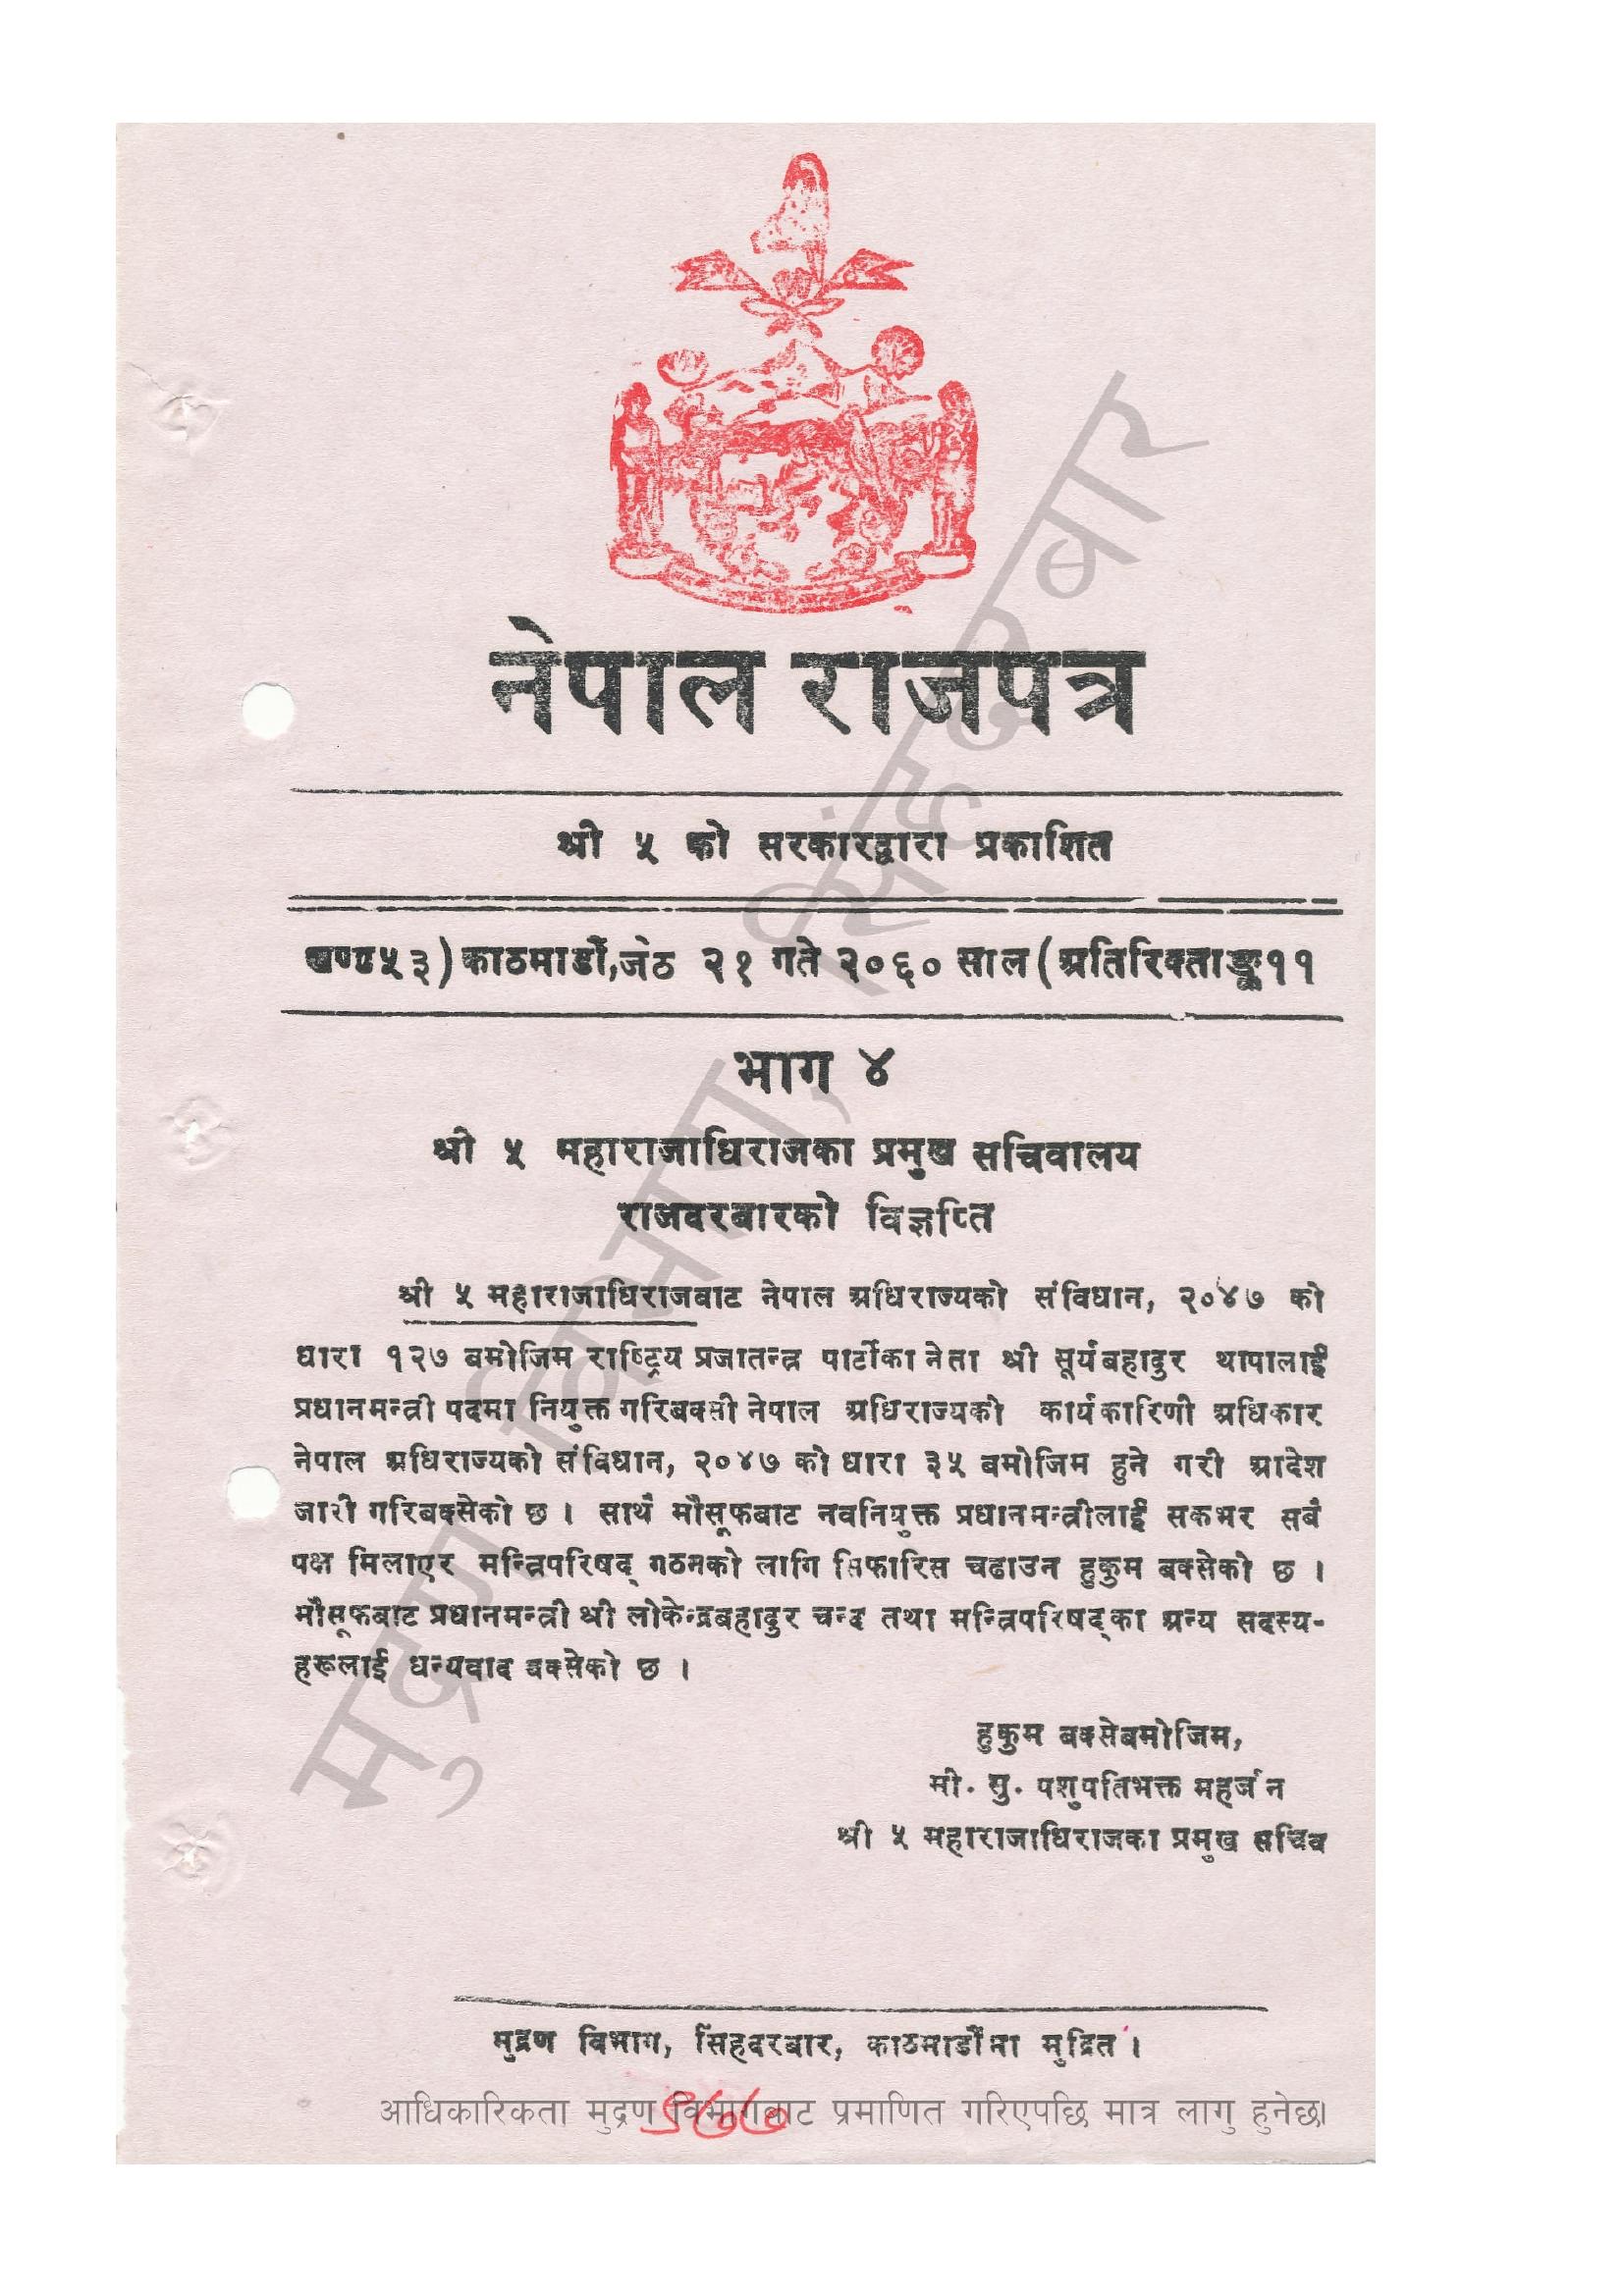 नेपाल राजपत्र
श्री ५ को सरकारद्वारा प्रकाशित
खण्ड५३) काठमाडौं,जेठ २१ गते २०६० साल (अतिरिक्ताङ्क११
भाग ४
श्री ५ महाराजाधिराजका प्रमुख सचिवालय
राजदरबारको विज्ञप्ति
श्री ५ महाराजाधिराजबाट नेपाल अधिराज्यको संविधान, २०४७ को
धारा १२७ बमोजिम राष्ट्रिय प्रजातन्त्र पार्टीका नेता श्री सूर्यबहादुर थापालाई
प्रधानमन्त्री पदमा नियुक्त गरिबक्सी नेपाल अधिराज्यको कार्यकारिणी अधिकार
नेपाल अधिराज्यको संविधान, २०४७ को धारा ३५ बमोजिम हुने गरी आदेश
जारी गरिबक्सेको छ । साथै मौसूफबाट नवनियुक्त प्रधानमन्त्रीलाई सकभर सबै
पक्ष मिलाएर मन्त्रिपरिषद् गठनको लागि सिफारिस चढाउन हुकुम बक्सेको छ ।
मौसूफबाट प्रधानमन्त्री श्री लोकेन्द्रबहादुर चन्द तथा मन्त्रिपरिषद्का अन्य सदस्य-
हरूलाई धन्यवाद बक्सेको छ ।
हुकुम बक्सेबमोजिम,
मी. सु. पशुपतिभक्त महर्जन
श्री ५ महाराजाधिराजका प्रमुख सचिव
मुद्रण विभाग, सिंहदरबार
मुद्रण विभाग, सिंहदरबार, काठमाडौंमा मुद्रित ।
आधिकारिकता मुद्रण विभागबाट प्रमाणित गरिएपछि मात्र लागु हुनेछ।